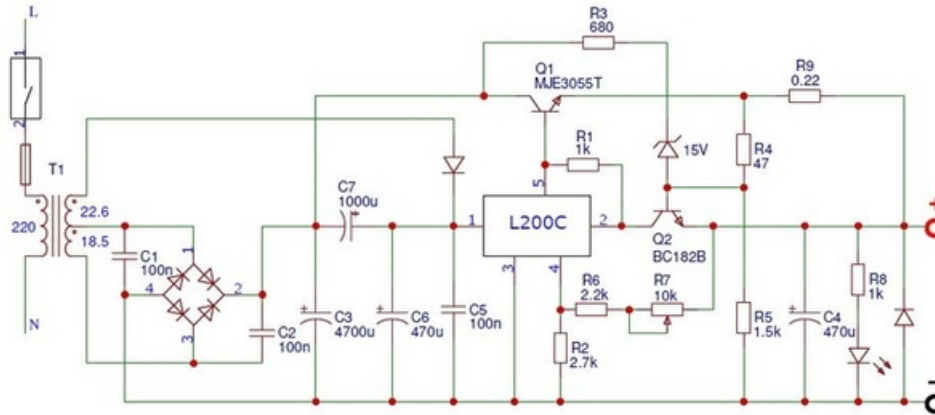 L
1
2
T1
220
22.6
18.5
N
C1
100n
1
4
2
3
C2
100n
C7
1000u
+
C3
4700u
+
C6
470u
+
C5
100n
R3
680
Q1
MJE3055T
R1
1k
5
1
L200C
2
3
4
15V
Q2
BC182B
R6
2.2k
R7
10k
R2
2.7k
R9
0.22
R4
47
R5
1.5k
C4
470u
+
R8
1k
+
-